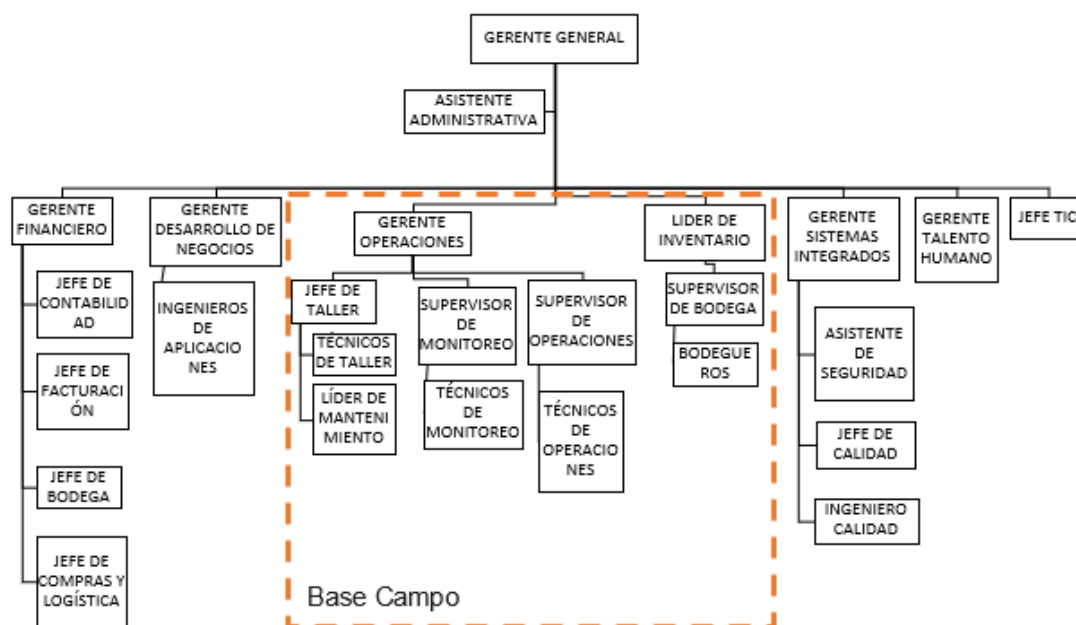 GERENTE GENERAL
ASISTENTE
ADMINISTRATIVA
GERENTE
FINANCIERO
JEFE DE
CONTABILID
AD
JEFE DE
FACTURACI
ÓN
JEFE DE
BODEGA
JEFE DE
COMPRAS Y
LOGÍSTICA
GERENTE
DESARROLLO DE
NEGOCIOS
INGENIEROS
DE
APLICACIO
NES
GERENTE
OPERACIONES
JEFE DE
TALLER
TÉCNICOS
DE TALLER
LÍDER DE
MANTENI
MIENTO
SUPERVISOR
DE
MONITOREO
TÉCNICOS
DE
MONITOREO
SUPERVISOR
DE
OPERACIONES
TÉCNICOS
DE
OPERACIO
NES
LIDER DE
INVENTARIO
SUPERVISOR
DE BODEGA
BODEGUE
ROS
Base Campo
GERENTE
SISTEMAS
INTEGRADOS
ASISTENTE
DE
SEGURIDAD
JEFE DE
CALIDAD
INGENIERO
CALIDAD
GERENTE
TALENTO
HUMANO
JEFE TIC